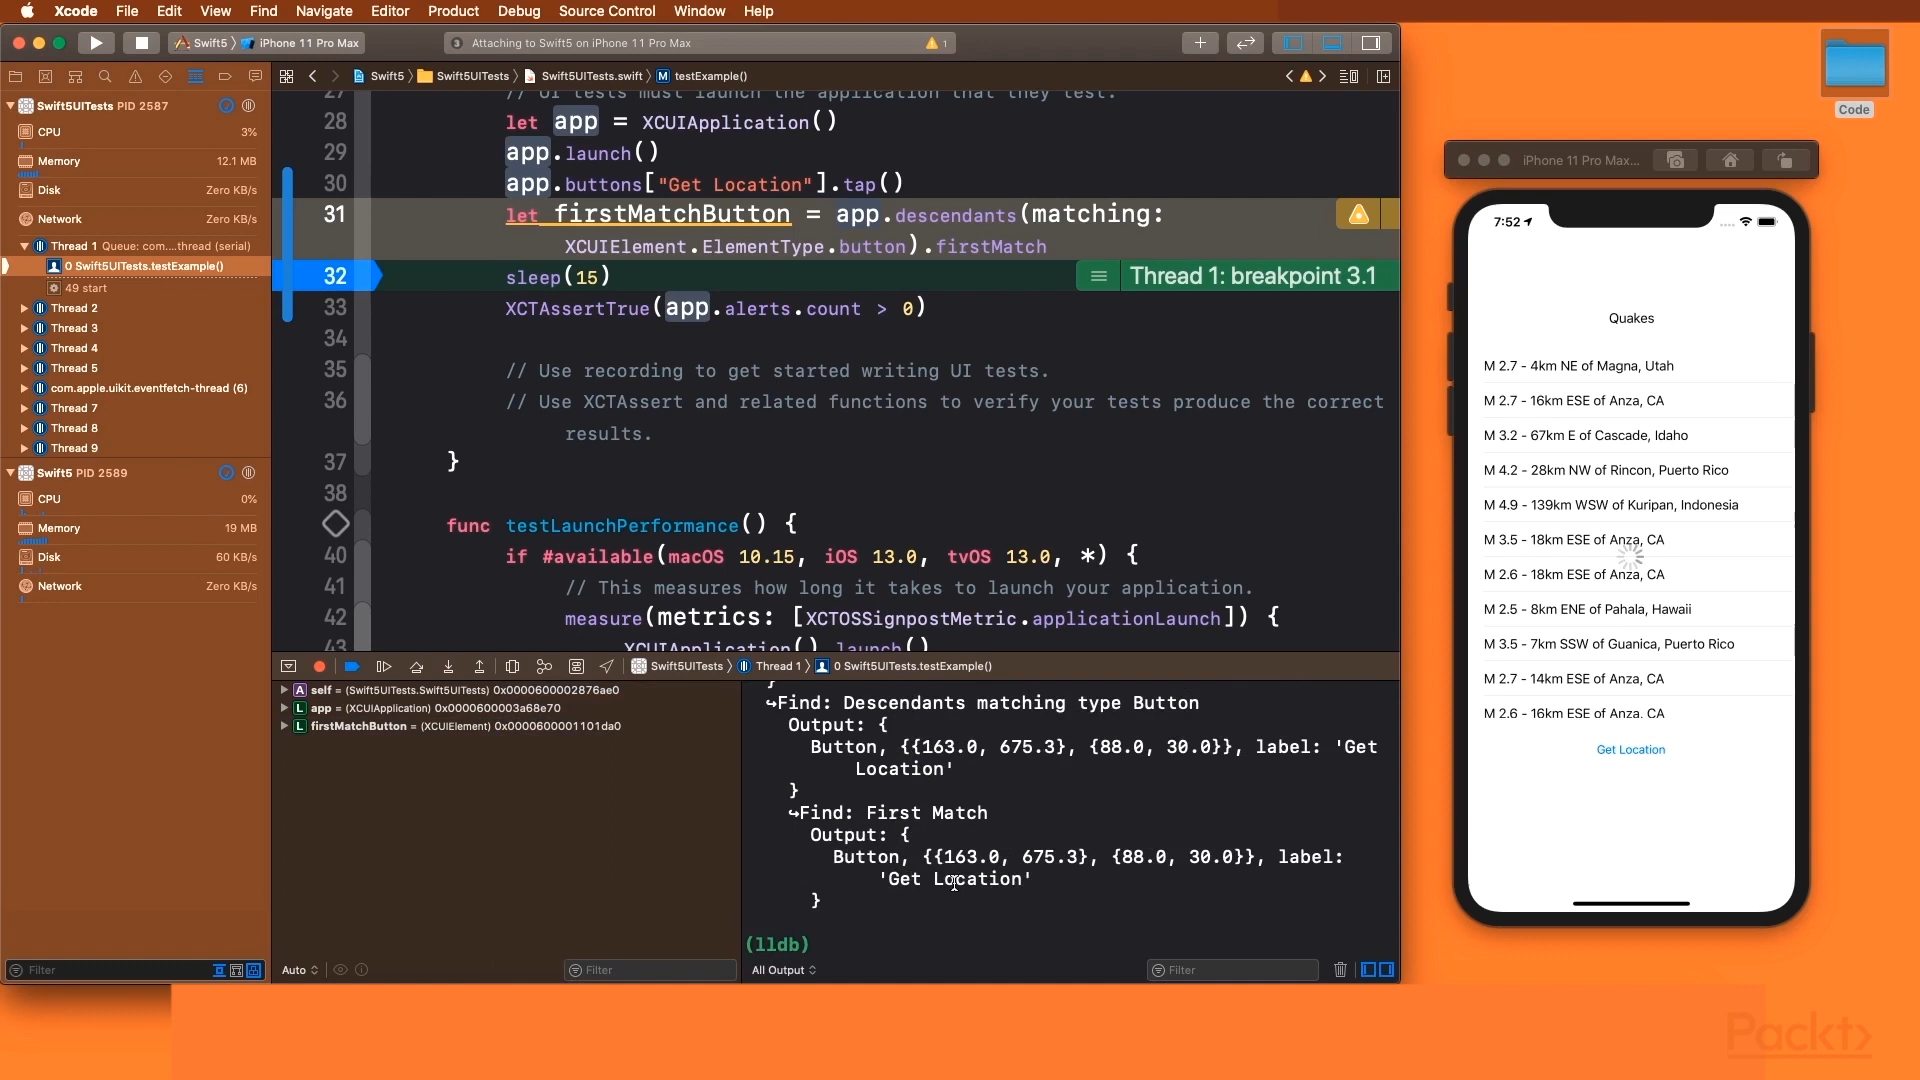 Xcode File Edit View Find Navigate Editor Product Debug Source Control Window Help
Swift5 iPhone 11 Pro Max
3 Attaching to Swift5 on iPhone 11 Pro Max 1
Code
Swift5 Swift5UITests Swift5UITests.swift M testExample()
Swift5UITests PID 2587
CPU 3%
Memory 12.1 MB
Disk Zero KB/s
Network Zero KB/s
Thread 1 Queue: com....thread (serial)
0 Swift5UITests.testExample()
49 start
Thread 2
Thread 3
Thread 4
Thread 5
com.apple.uikit.eventfetch-thread (6)
Thread 7
Thread 8
Thread 9
Swift5 PID 2589
CPU 0%
Memory 19 MB
Disk 60 KB/s
Network Zero KB/s
Filter
27 // UI tests must launch the application that they test.
28 let app = XCUIApplication()
29 app.launch()
30 app.buttons["Get Location"].tap()
31 let firstMatchButton = app.descendants(matching:
XCUIElement.ElementType.button).firstMatch
32 sleep(15) Thread 1: breakpoint 3.1
33 XCTAssertTrue(app.alerts.count > 0)
34
35 // Use recording to get started writing UI tests.
36 // Use XCTAssert and related functions to verify your tests produce the correct
results.
37 }
38
func testLaunchPerformance() {
40 if #available(macOS 10.15, iOS 13.0, tvOS 13.0, *) {
41 // This measures how long it takes to launch your application.
42 measure(metrics: [XCTOSSignpostMetric.applicationLaunch]) {
43 XCUIApplication().launch()
Swift5UITests Thread 1 0 Swift5UITests.testExample()
A self = (Swift5UITests.Swift5UITests) 0x0000600002876ae0
L app = (XCUIApplication) 0x0000600003a68e70
L firstMatchButton = (XCUIElement) 0x0000600001101da0
Auto Filter
}
↪Find: Descendants matching type Button
Output: {
Button, {{163.0, 675.3}, {88.0, 30.0}}, label: 'Get
Location'
}
↪Find: First Match
Output: {
Button, {{163.0, 675.3}, {88.0, 30.0}}, label:
'Get Location'
}
(lldb)
All Output Filter
iPhone 11 Pro Max...
7:52
Quakes
M 2.7 - 4km NE of Magna, Utah
M 2.7 - 16km ESE of Anza, CA
M 3.2 - 67km E of Cascade, Idaho
M 4.2 - 28km NW of Rincon, Puerto Rico
M 4.9 - 139km WSW of Kuripan, Indonesia
M 3.5 - 18km ESE of Anza, CA
M 2.6 - 18km ESE of Anza, CA
M 2.5 - 8km ENE of Pahala, Hawaii
M 3.5 - 7km SSW of Guanica, Puerto Rico
M 2.7 - 14km ESE of Anza, CA
M 2.6 - 16km ESE of Anza, CA
Get Location
Packt>